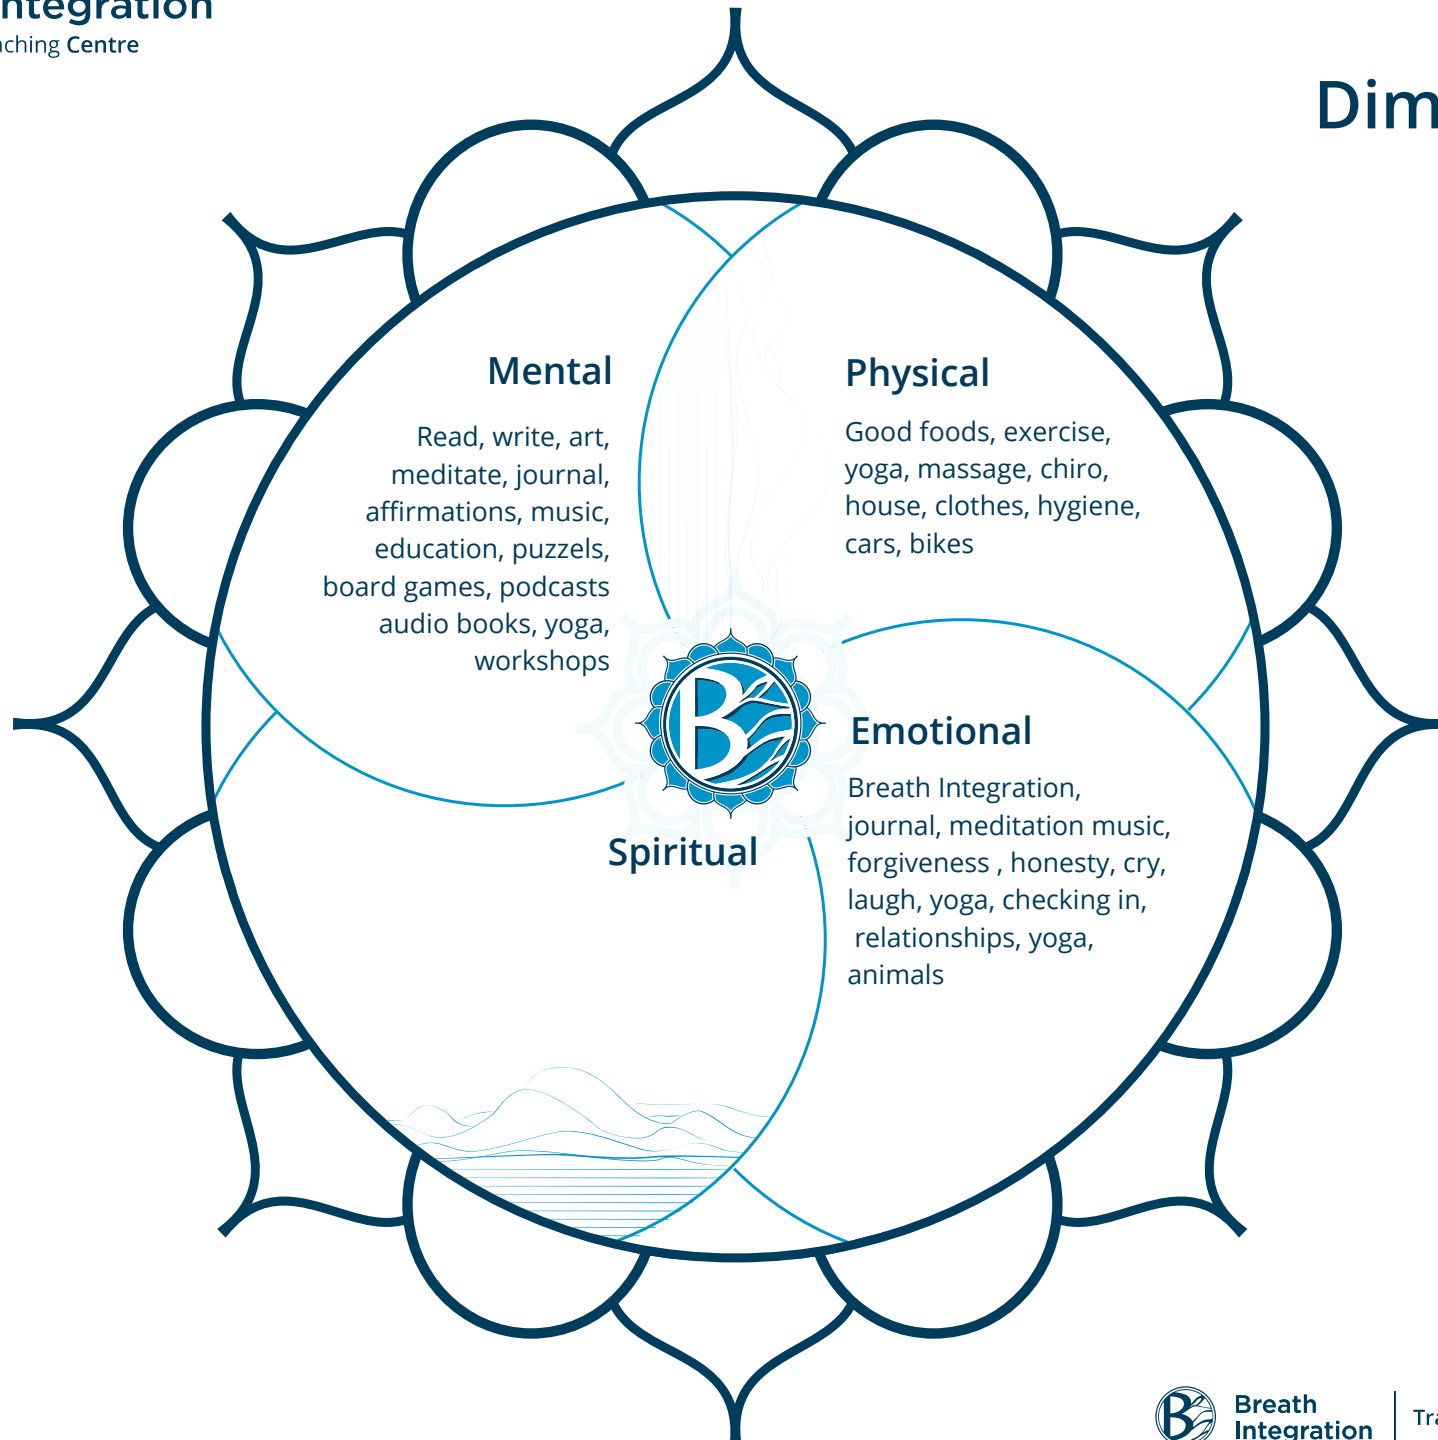 ntegration
aching Centre
Dim
Mental
Read, write, art,
meditate, journal,
affirmations, music,
education, puzzels,
board games, podcasts
audio books, yoga,
workshops
Physical
Good foods, exercise,
yoga, massage, chiro,
house, clothes, hygiene,
cars, bikes
Emotional
Breath Integration,
journal, meditation music,
forgiveness , honesty, cry,
laugh, yoga, checking in,
relationships, yoga,
animals
Spiritual
B
B
Breath
Integration
Tra